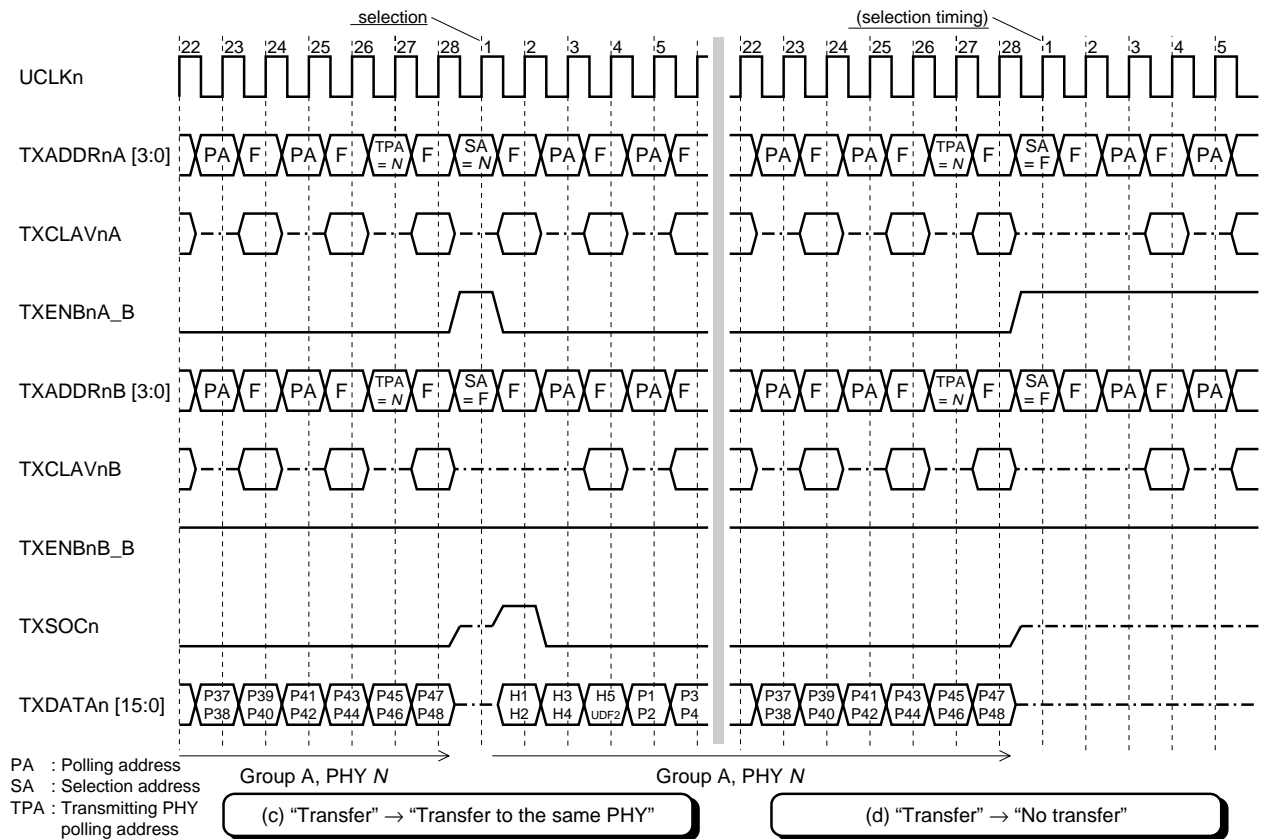 selection (selection timing)
22 23 24 25 26 27 28 1 2 3 4 5 22 23 24 25 26 27 28 1 2 3 4 5
UCLKn
TXADDRnA [3:0] PA F PA F TPA = N F SA = N F PA F PA F PA F PA F TPA = N F SA = F F PA F PA
TXCLAVnA
TXENBnA_B
TXADDRnB [3:0] PA F PA F TPA = N F SA = F F PA F PA F PA F PA F TPA = N F SA = F F PA F PA
TXCLAVnB
TXENBnB_B
TXSOCn
P37 P39 P41 P43 P45 P47 H1 H3 H5 P1 P3 P37 P39 P41 P43 P45 P47
TXDATAn [15:0]
P38 P40 P42 P44 P46 P48 H2 H4 UDF2 P2 P4 P38 P40 P42 P44 P46 P48
Group A, PHY N Group A, PHY N
PA : Polling address
SA : Selection address
TPA : Transmitting PHY
polling address
(c) “Transfer” → “Transfer to the same PHY” (d) “Transfer” → “No transfer”